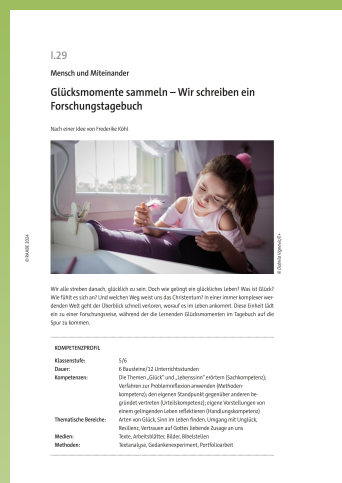 I.29
Mensch und Miteinander
Glücksmomente sammeln – Wir schreiben ein
Forschungstagebuch
Nach einer Idee von Frederike Köhl
© RAABE 2024
Wir alle streben danach, glücklich zu sein. Doch wie gelingt ein glückliches Leben? Was ist Glück?
Wie fühlt es sich an? Und welchen Weg weist uns das Christentum? In einer immer komplexer wer-
denden Welt geht der Überblick schnell verloren, worauf es im Leben ankommt. Diese Einheit lädt
ein zu einer Forschungsreise, während der die Lernenden Glücksmomenten im Tagebuch auf die
Spur zu kommen.
KOMPETENZPROFIL
Klassenstufe: 5/6
Dauer: 6 Bausteine/12 Unterrichtsstunden
Kompetenzen: Die Themen „Glück“ und „Lebenssinn“ erörtern (Sachkompetenz);
Verfahren zur Problemreflexion anwenden (Methoden-
kompetenz); den eigenen Standpunkt gegenüber anderen be-
gründet vertreten (Urteilskompetenz); eigene Vorstellungen von
einem gelingenden Leben reflektieren (Handlungskompetenz)
Thematische Bereiche: Arten von Glück, Sinn im Leben finden, Umgang mit Unglück,
Resilienz, Vertrauen auf Gottes liebende Zusage an uns
Medien: Texte, Arbeitsblätter, Bilder, Bibelstellen
Methoden: Textanalyse, Gedankenexperiment, Portfolioarbeit